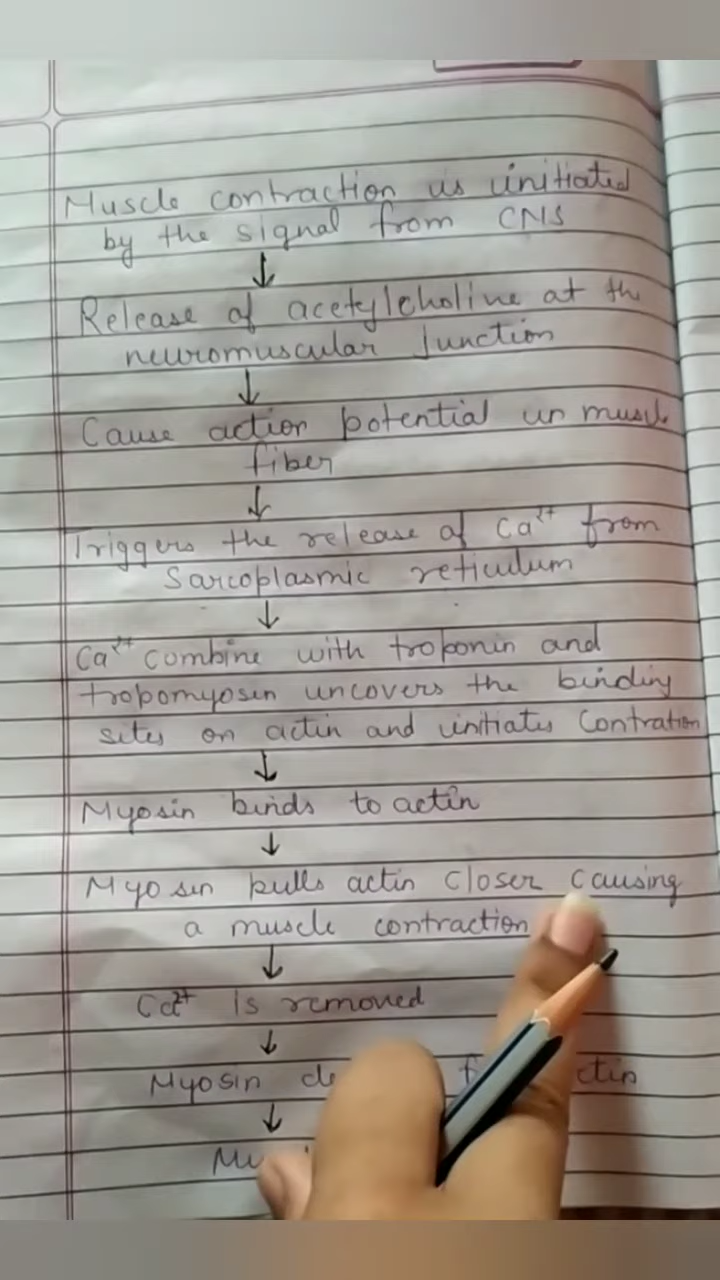 Muscle contraction is initiated
by the signal from CNS
↓
Release of acetylcholine at the
neuromuscular Junction
↓
Cause action potential in muscle
fiber
↓
Triggers the release of Ca²⁺ from
Sarcoplasmic reticulum
↓
Ca²⁺ combine with troponin and
tropomyosin uncovers the binding
sites on actin and initiates Contration
↓
Myosin binds to actin
↓
Myosin pulls actin closer causing
a muscle contraction
↓
Ca²⁺ is removed
↓
Myosin
↓